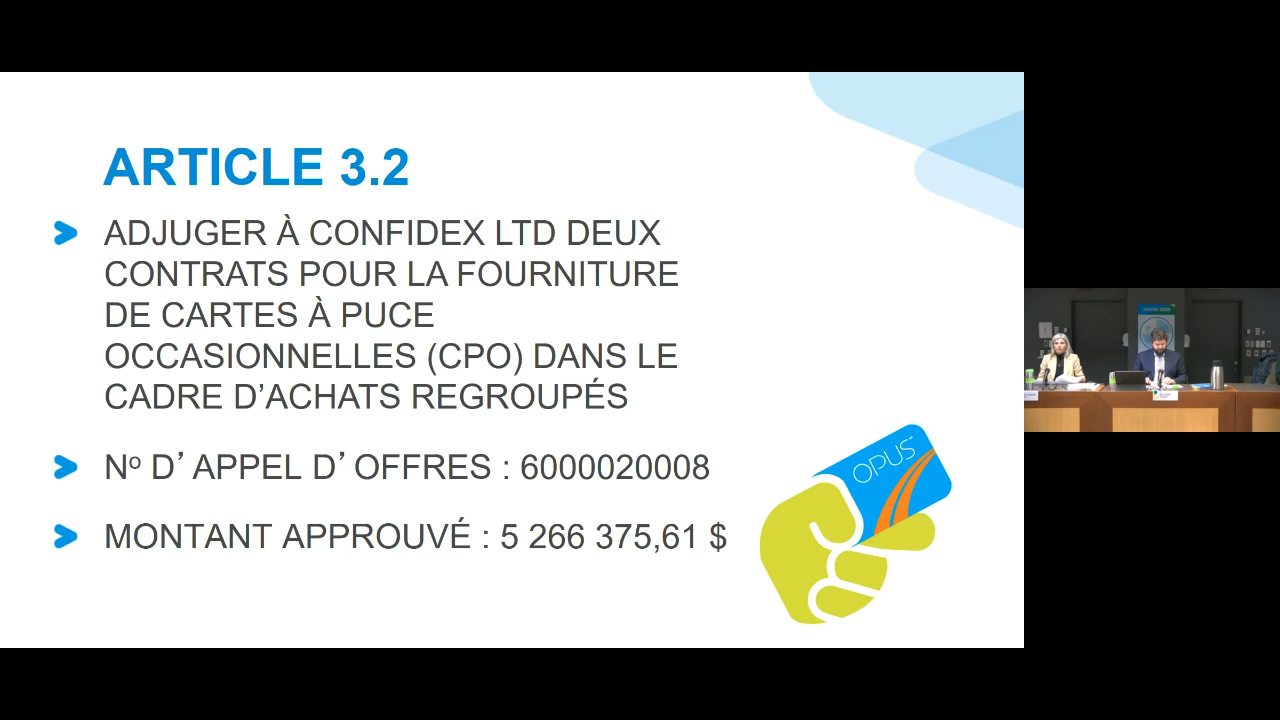 ARTICLE 3.2
ADJUGER À CONFIDEX LTD DEUX
CONTRATS POUR LA FOURNITURE
DE CARTES À PUCE
OCCASIONNELLES (CPO) DANS LE
CADRE D’ACHATS REGROUPÉS
Nº D’APPEL D’OFFRES : 6000020008
MONTANT APPROUVÉ : 5 266 375,61 $
OPUS